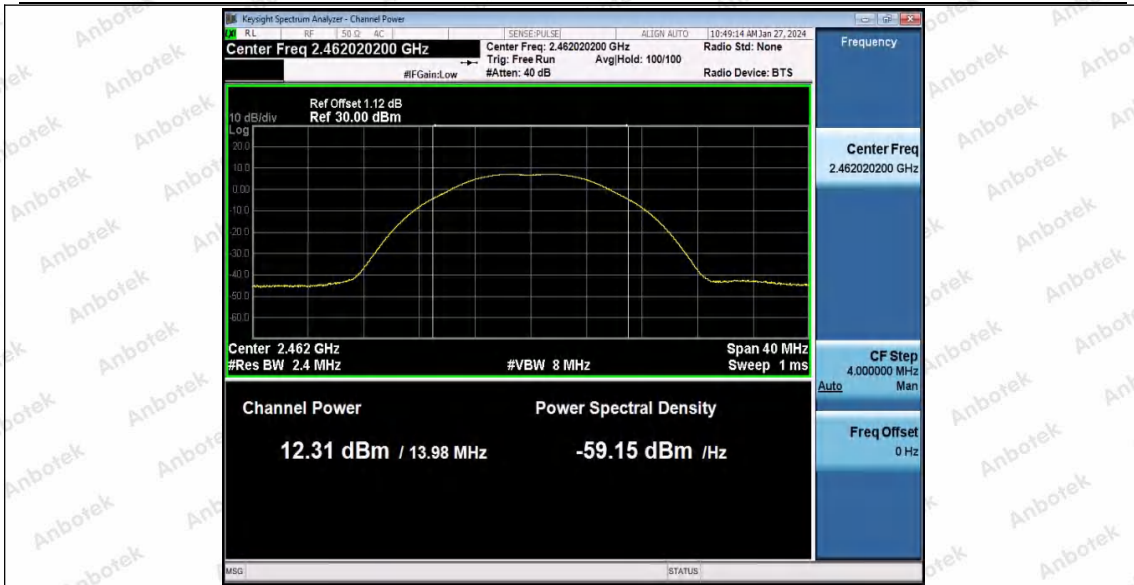 Keysight Spectrum Analyzer - Channel Power
RL RF 50 Ω AC SENSE:PULSE ALIGN AUTO 10:49:14 AM Jan 27, 2024
Center Freq 2.462020200 GHz
Center Freq: 2.462020200 GHz Radio Std: None
Trig: Free Run Avg|Hold: 100/100
#IFGain:Low #Atten: 40 dB Radio Device: BTS
Frequency
Ref Offset 1.12 dB
10 dB/div Ref 30.00 dBm
Log
20.0
10.0
0.00
-10.0
-20.0
-30.0
-40.0
-50.0
-60.0
Center 2.462 GHz Span 40 MHz
#Res BW 2.4 MHz #VBW 8 MHz Sweep 1 ms
Center Freq
2.462020200 GHz
CF Step
4.000000 MHz
Auto Man
Freq Offset
0 Hz
Channel Power Power Spectral Density
12.31 dBm / 13.98 MHz -59.15 dBm /Hz
MSG STATUS
Anbotek